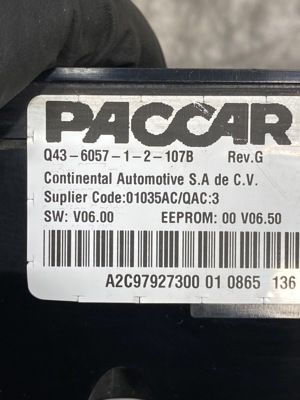 PACCAR
Q43-6057-1-2-107B Rev.G
Continental Automotive S.A de C.V.
Suplier Code:01035AC/QAC:3
SW: V06.00 EEPROM: 00 V06.50
A2C97927300 01 0865 136